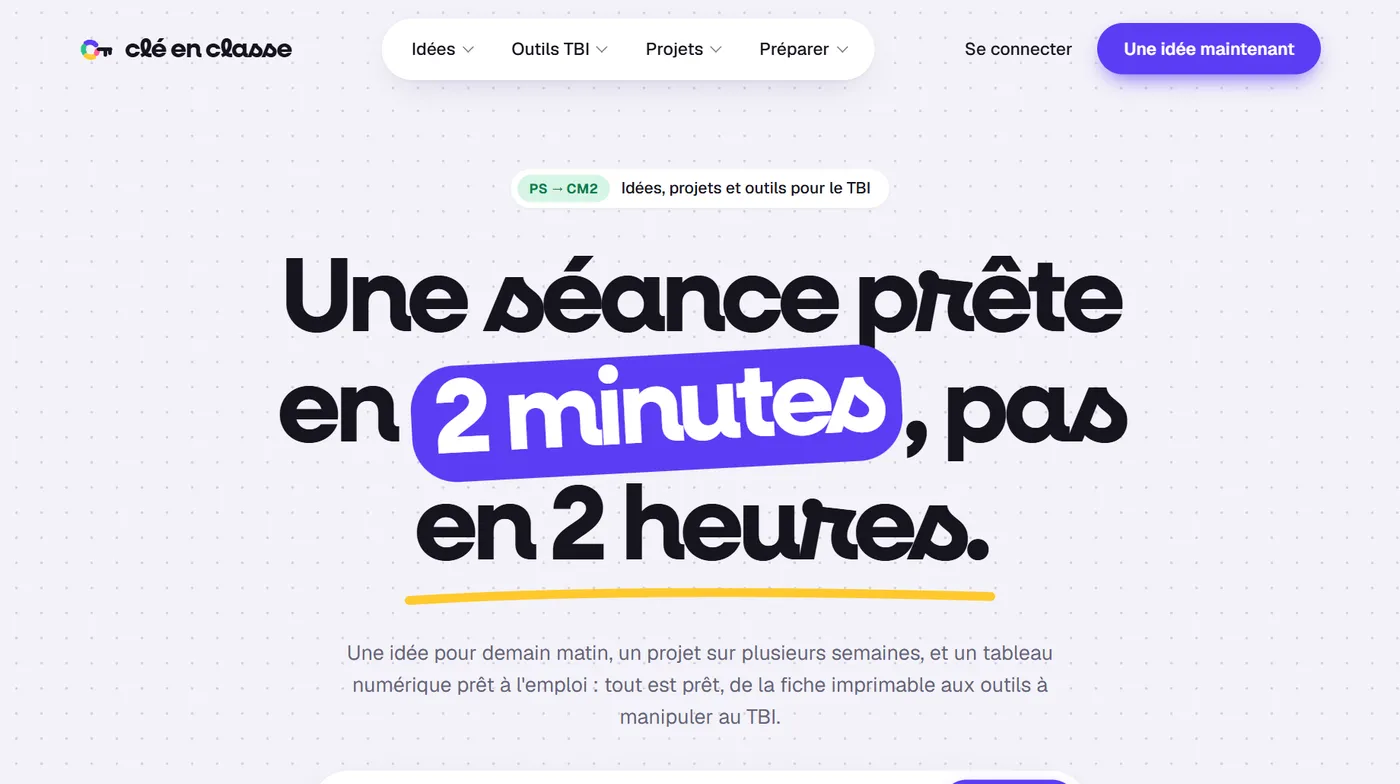 clé en classe
Idées
Outils TBI
Projets
Préparer
Se connecter
Une idée maintenant
PS → CM2 Idées, projets et outils pour le TBI
Une séance prête
en 2 minutes, pas
en 2 heures.
Une idée pour demain matin, un projet sur plusieurs semaines, et un tableau
numérique prêt à l'emploi : tout est prêt, de la fiche imprimable aux outils à
manipuler au TBI.